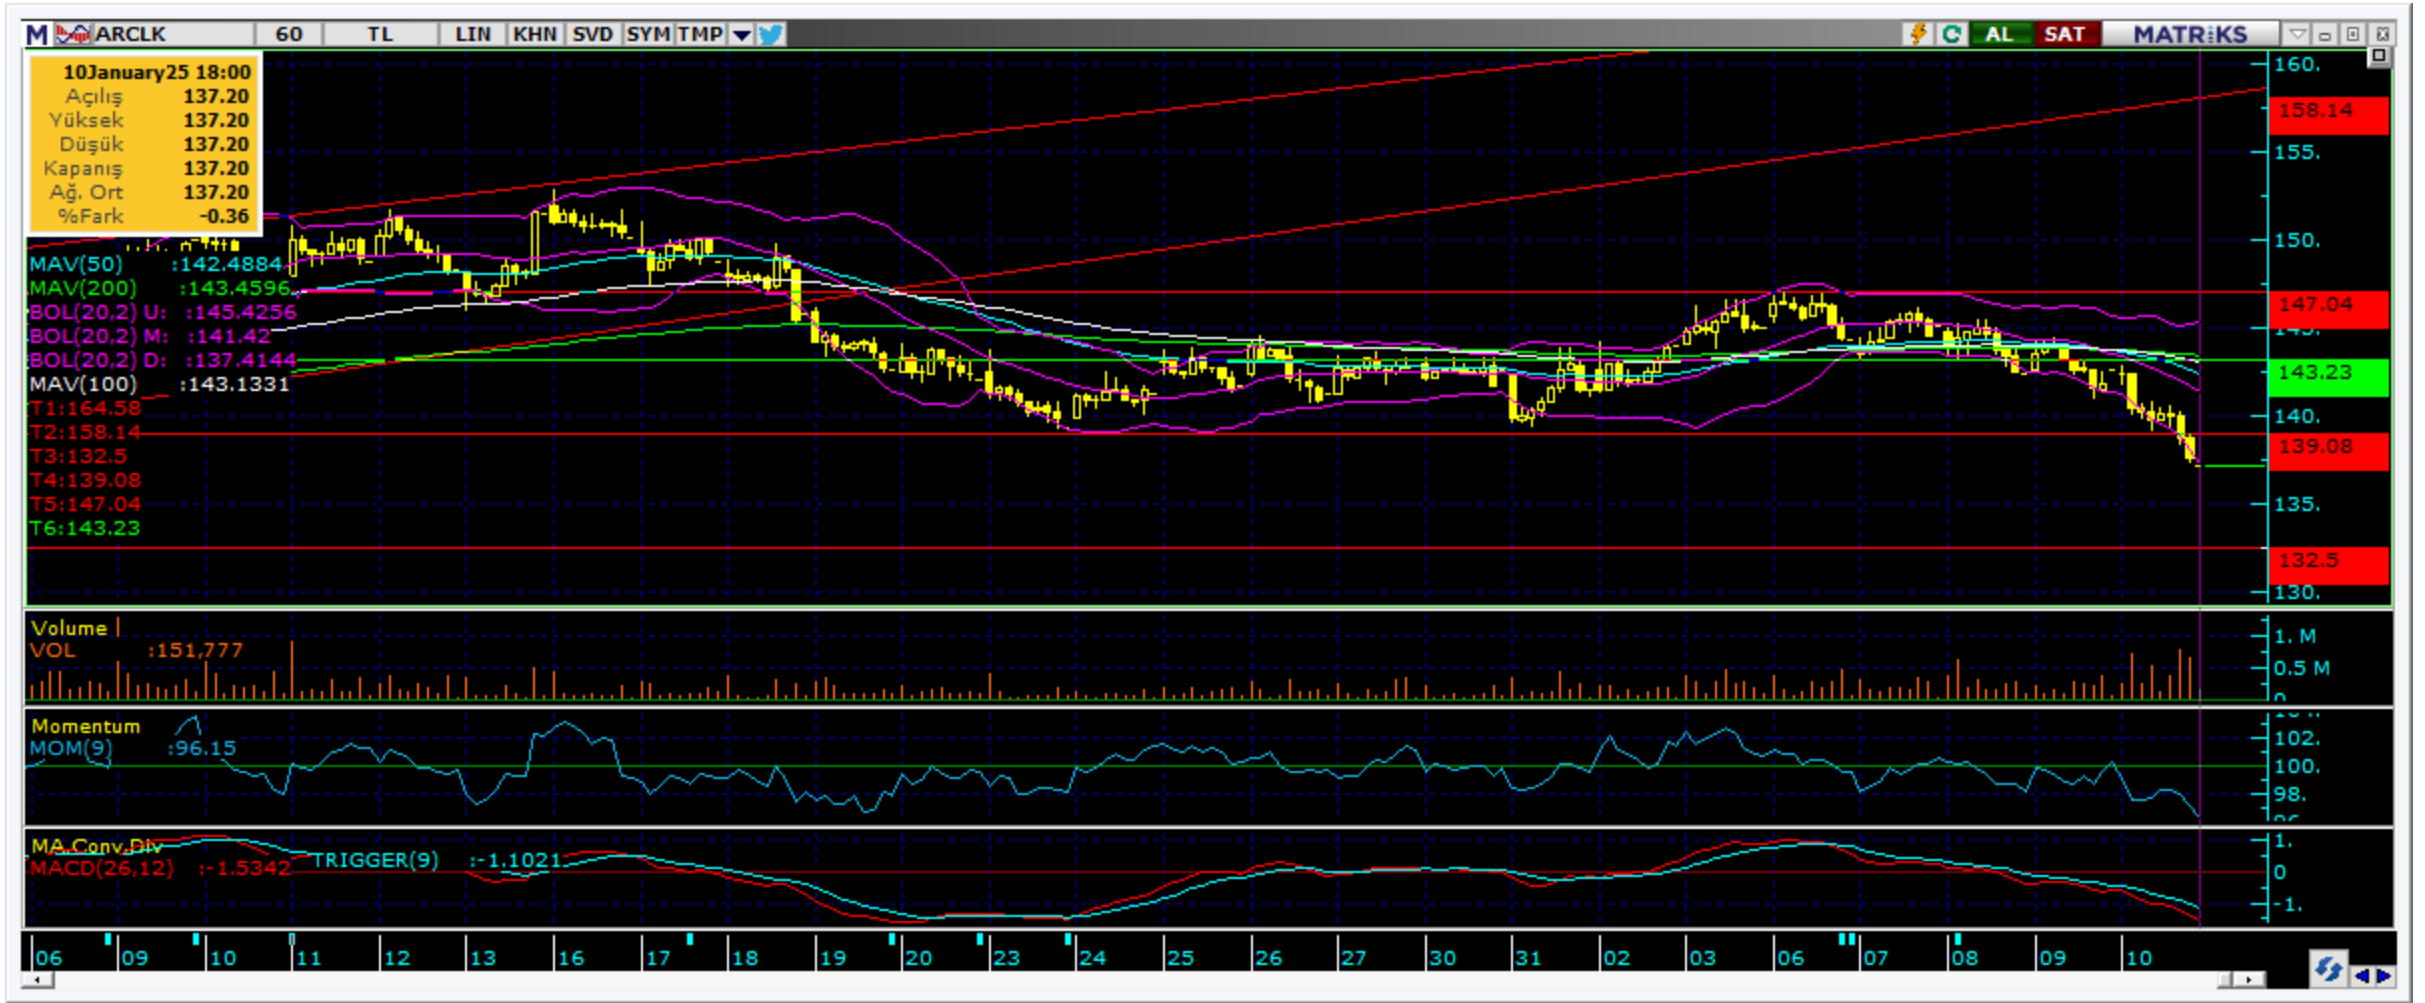 M ARCLK 60 TL LIN KHN SVD SYM TMP AL SAT MATRiKS
10January25 18:00
Açılış 137.20
Yüksek 137.20
Düşük 137.20
Kapanış 137.20
Ağ. Ort 137.20
%Fark -0.36
MAV(50) :142.4884
MAV(200) :143.4596
BOL(20,2) U: :145.4256
BOL(20,2) M: :141.42
BOL(20,2) D: :137.4144
MAV(100) :143.1331
T1:164.58
T2:158.14
T3:132.5
T4:139.08
T5:147.04
T6:143.23
160.
158.14
155.
150.
147.04
145.
143.23
140.
139.08
135.
132.5
130.
Volume
VOL :151,777
1. M
0.5 M
0
Momentum
MOM(9) :96.15
102.
100.
98.
MA.Conv.Div
MACD(26,12) :-1.5342
TRIGGER(9) :-1.1021
1.
0
-1.
06 09 10 11 12 13 16 17 18 19 20 23 24 25 26 27 30 31 02 03 06 07 08 09 10